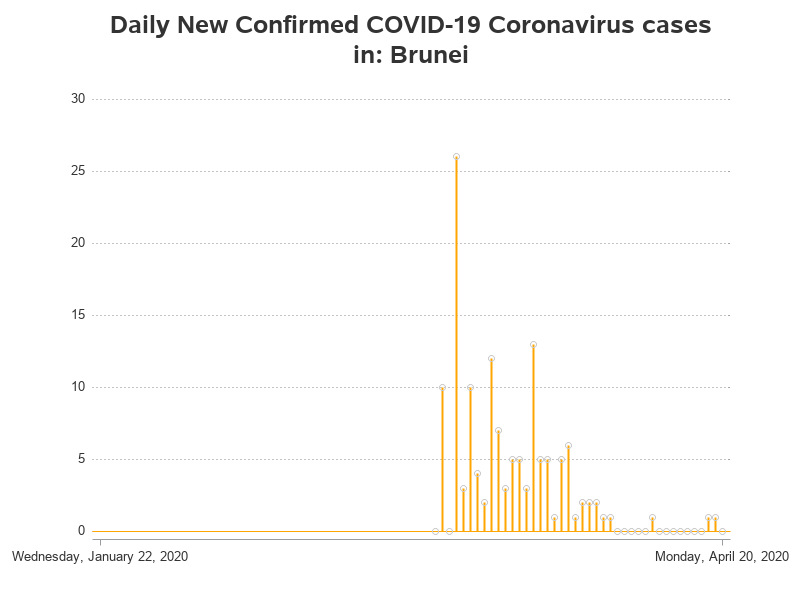 Daily New Confirmed COVID-19 Coronavirus cases
in: Brunei
30
25
20
15
10
5
0
Wednesday, January 22, 2020
Monday, April 20, 2020